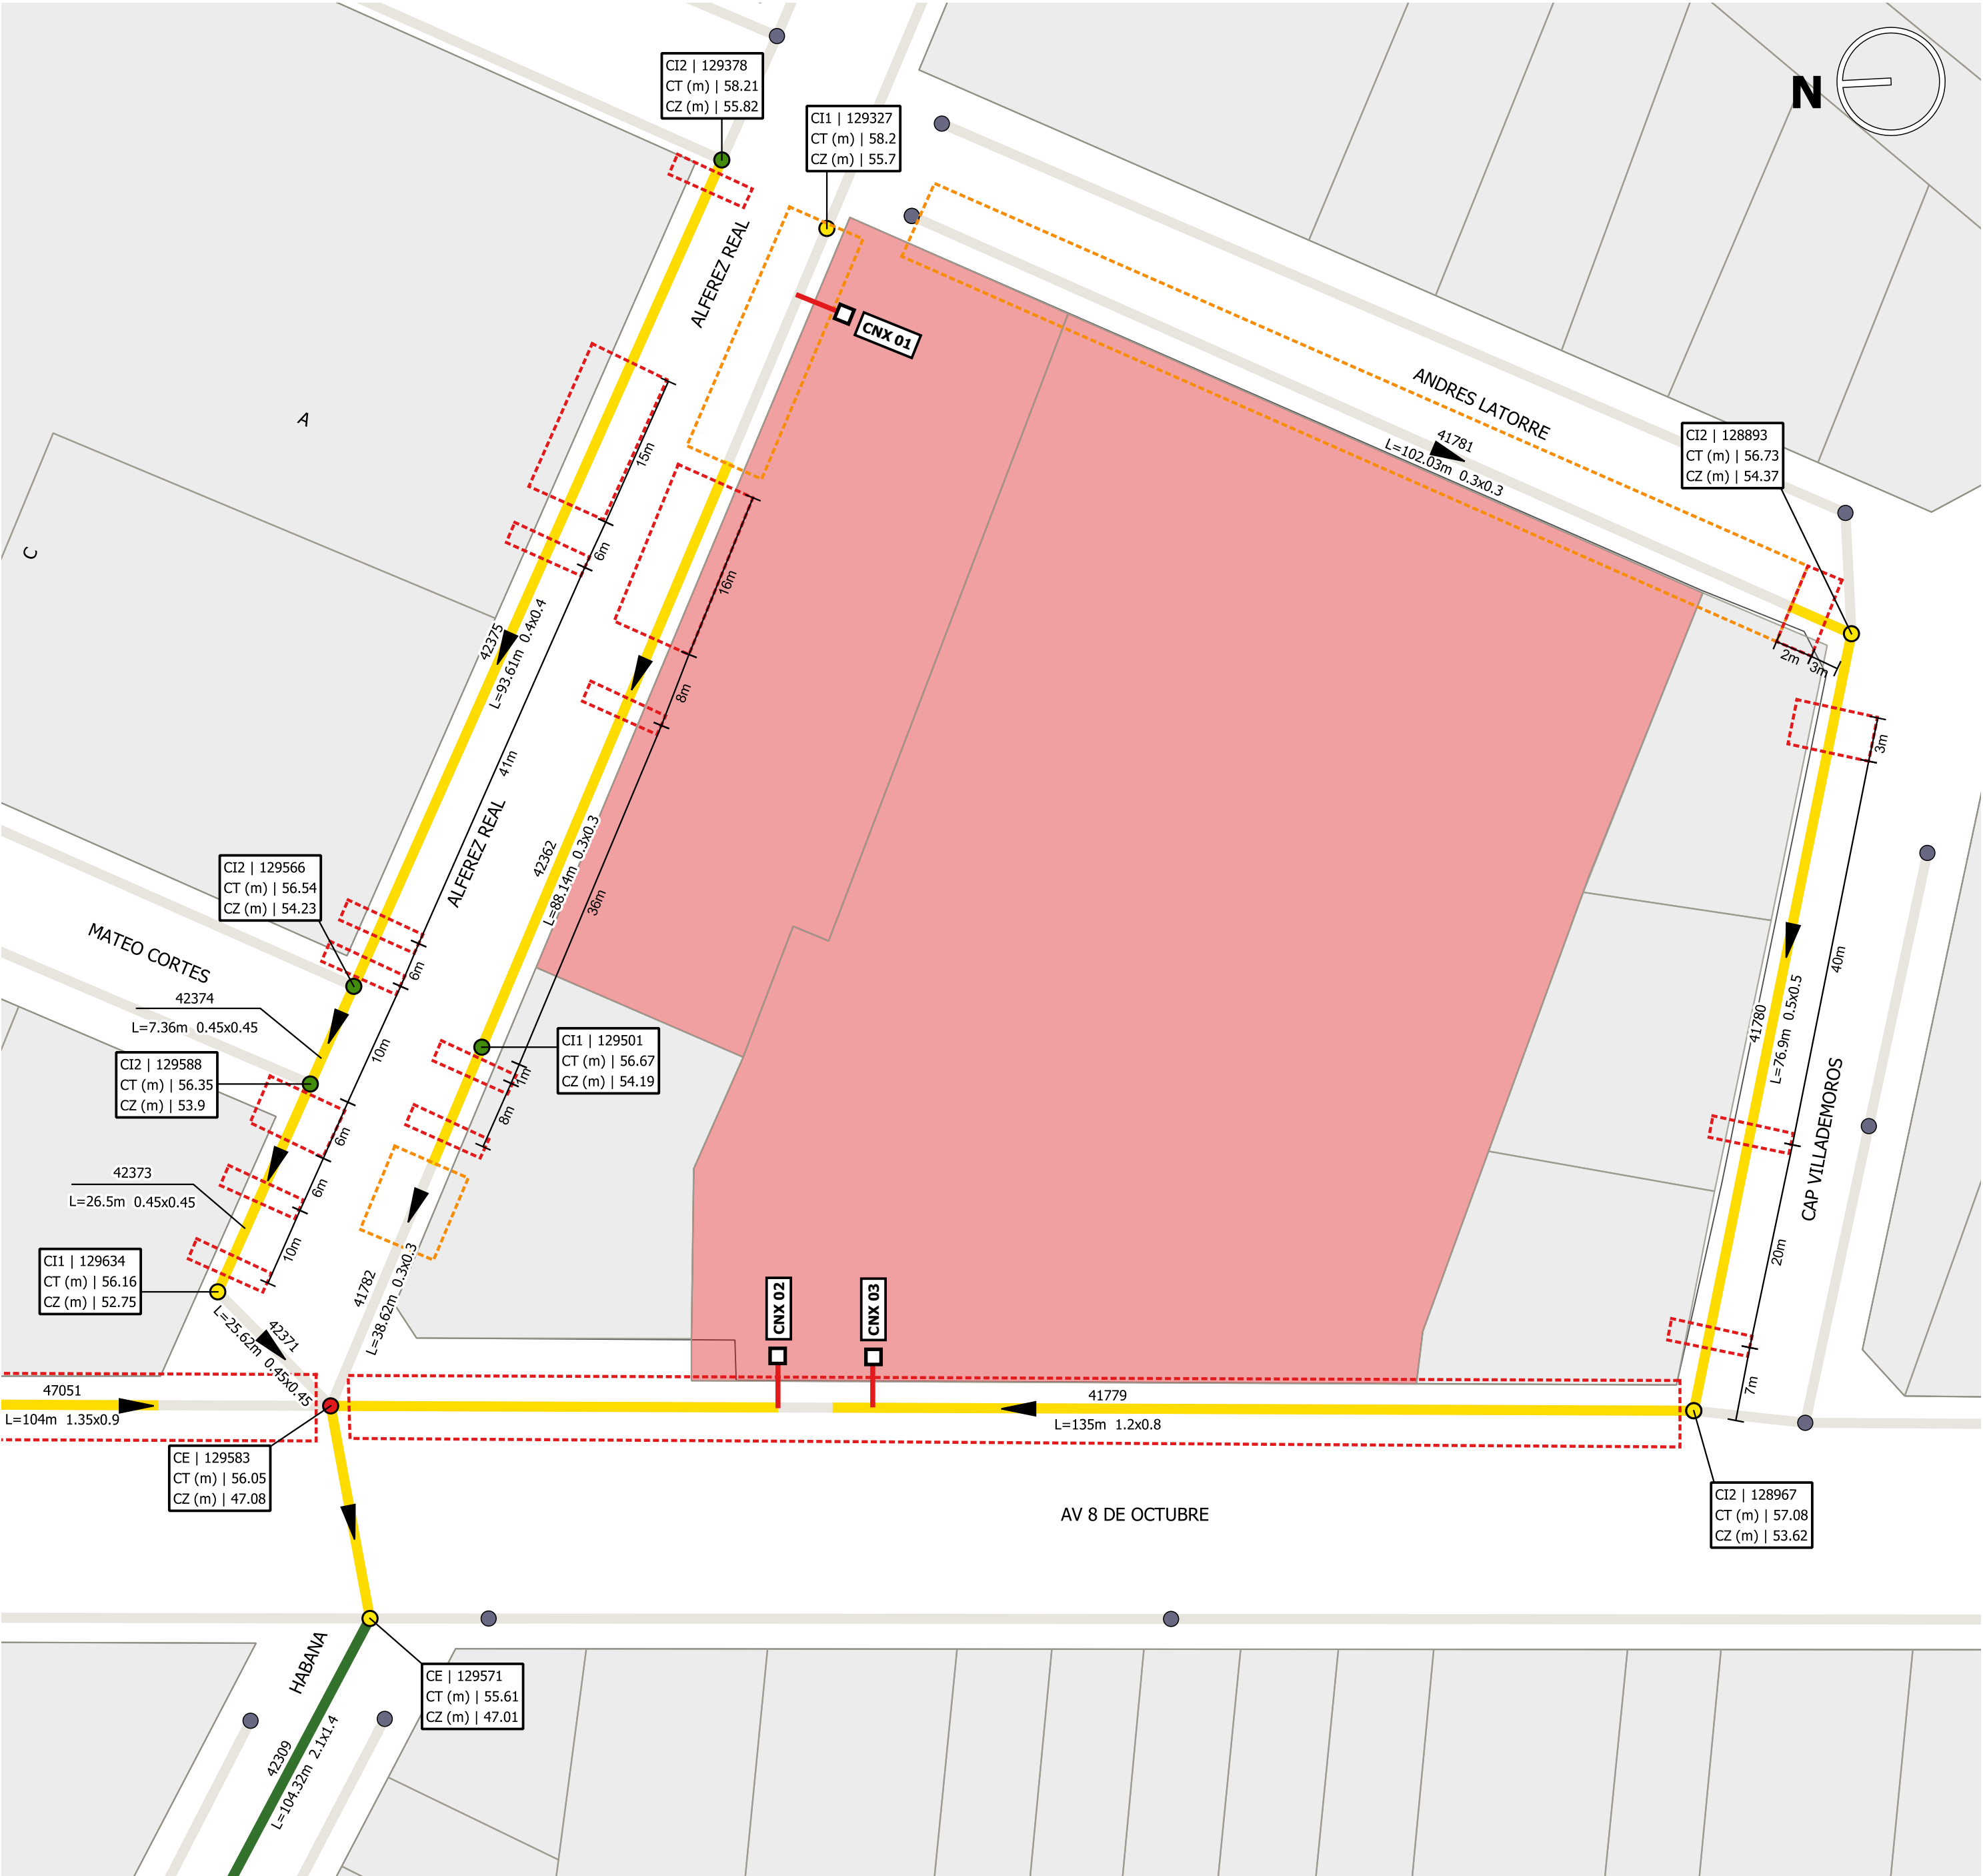 CI2 | 129378
CT (m) | 58.21
CZ (m) | 55.82
CI1 | 129327
CT (m) | 58.2
CZ (m) | 55.7
N
ALFEREZ REAL
CNX 01
ANDRES LATORRE
41781
L=102.03m 0.3x0.3
CI2 | 128893
CT (m) | 56.73
CZ (m) | 54.37
A
C
15m
6m
16m
8m
2m
3m
3m
42375
L=93.61m 0.4x0.4
41m
ALFEREZ REAL
42362
L=88.14m 0.3x0.3
36m
CI2 | 129566
CT (m) | 56.54
CZ (m) | 54.23
MATEO CORTES
6m
40m
42374
L=7.36m 0.45x0.45
10m
41780
L=76.9m 0.5x0.5
CI2 | 129588
CT (m) | 56.35
CZ (m) | 53.9
CI1 | 129501
CT (m) | 56.67
CZ (m) | 54.19
1m
8m
6m
CAP VILLADEMOROS
42373
L=26.5m 0.45x0.45
6m
10m
20m
CI1 | 129634
CT (m) | 56.16
CZ (m) | 52.75
41782
L=38.62m 0.3x0.3
42371
L=25.62m 0.45x0.45
CNX 02
CNX 03
7m
47051
L=104m 1.35x0.9
41779
L=135m 1.2x0.8
CE | 129583
CT (m) | 56.05
CZ (m) | 47.08
AV 8 DE OCTUBRE
CI2 | 128967
CT (m) | 57.08
CZ (m) | 53.62
HABANA
CE | 129571
CT (m) | 55.61
CZ (m) | 47.01
42309
L=104.32m 2.1x1.4